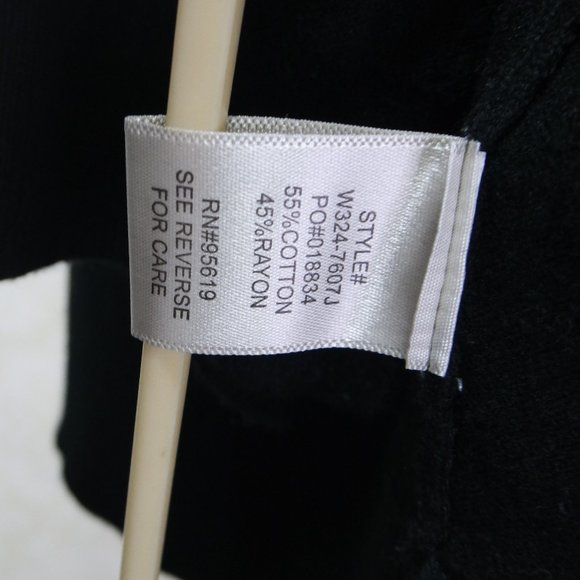 STYLE#
W324-7607J
PO#018834
55%COTTON
45%RAYON
RN#95619
SEE REVERSE
FOR CARE